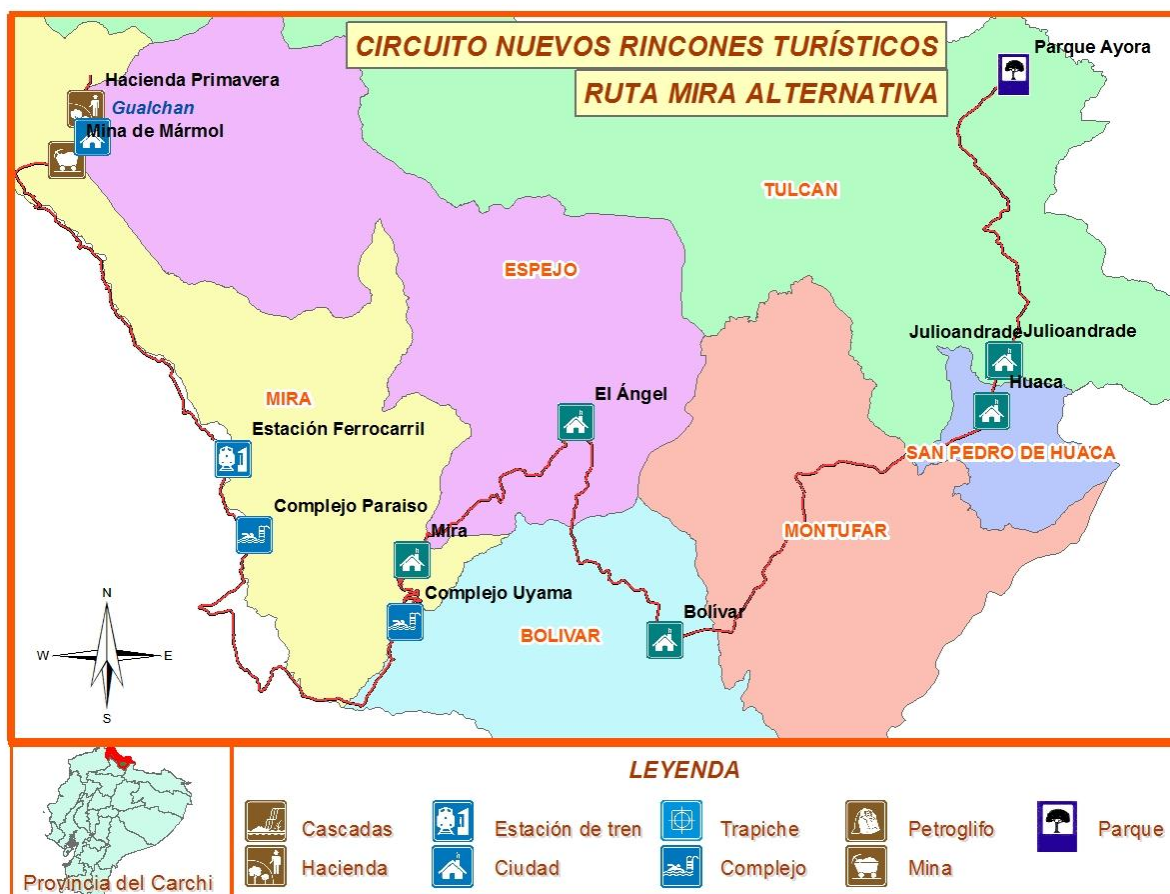 CIRCUITO NUEVOS RINCONES TURÍSTICOS
RUTA MIRA ALTERNATIVA
Parque Ayora
Hacienda Primavera
Gualchan
Mina de Mármol
TULCAN
ESPEJO
JulioandradeJulioandrade
Huaca
MIRA
El Ángel
Estación Ferrocarril
SAN PEDRO DE HUACA
Complejo Paraiso
Mira
MONTUFAR
Complejo Uyama
Bolívar
BOLIVAR
N
W E
S
LEYENDA
Cascadas Estación de tren Trapiche Petroglifo Parque
Hacienda Ciudad Complejo Mina
Provincia del Carchi